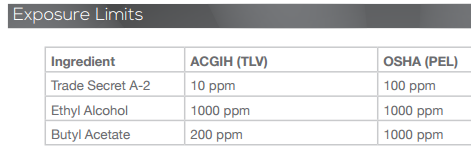 Exposure Limits
Ingredient ACGIH (TLV) OSHA (PEL)
Trade Secret A-2 10 ppm 100 ppm
Ethyl Alcohol 1000 ppm 1000 ppm
Butyl Acetate 200 ppm 1000 ppm